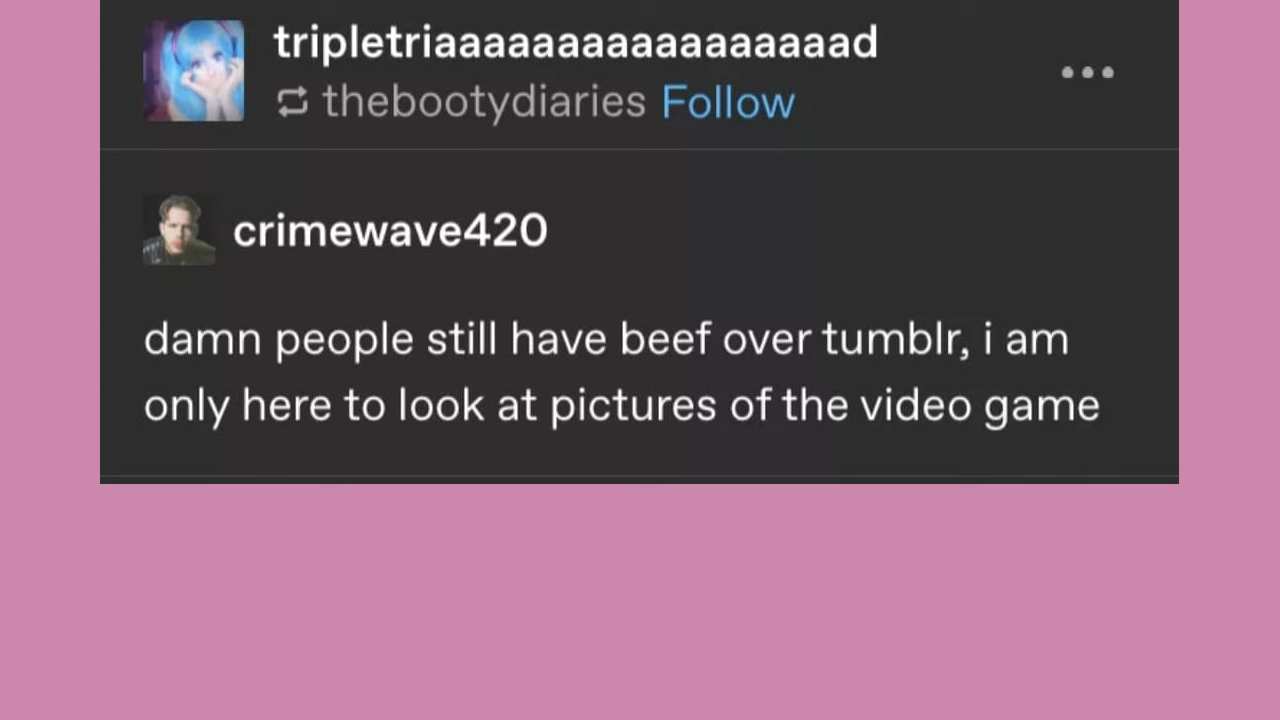 tripletriaaaaaaaaaaaaaaaaad
thebootydiaries Follow
crimewave420
damn people still have beef over tumblr, i am
only here to look at pictures of the video game